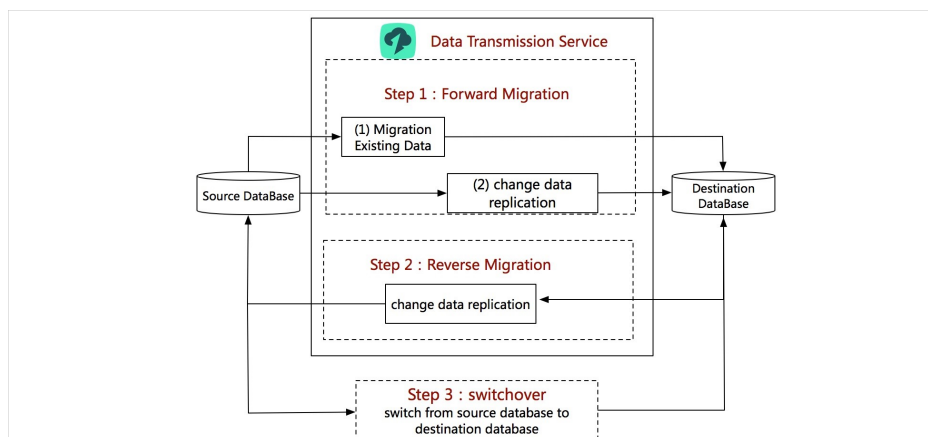 Data Transmission Service
Step 1 : Forward Migration
(1) Migration
Existing Data
(2) change data
replication
Source DataBase
Destination
DataBase
Step 2 : Reverse Migration
change data replication
Step 3 : switchover
switch from source database to
destination database